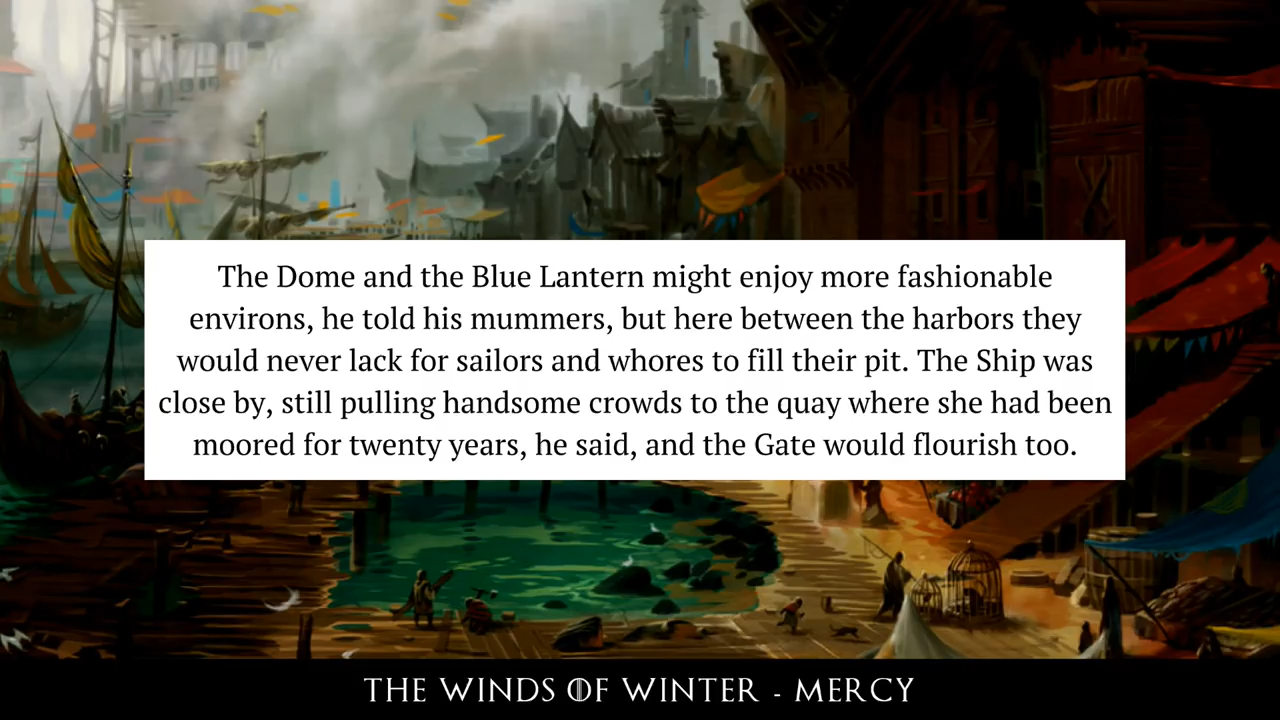 The Dome and the Blue Lantern might enjoy more fashionable
environs, he told his mummers, but here between the harbors they
would never lack for sailors and whores to fill their pit. The Ship was
close by, still pulling handsome crowds to the quay where she had been
moored for twenty years, he said, and the Gate would flourish too.
THE WINDS OF WINTER - MERCY